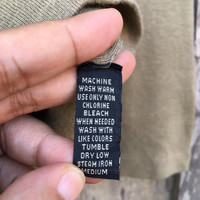 MACHINE
WASH WARM
USE ONLY NON
CHLORINE
BLEACH
WHEN NEEDED
WASH WITH
LIKE COLORS
TUMBLE
DRY LOW
STEAM IRON
MEDIUM